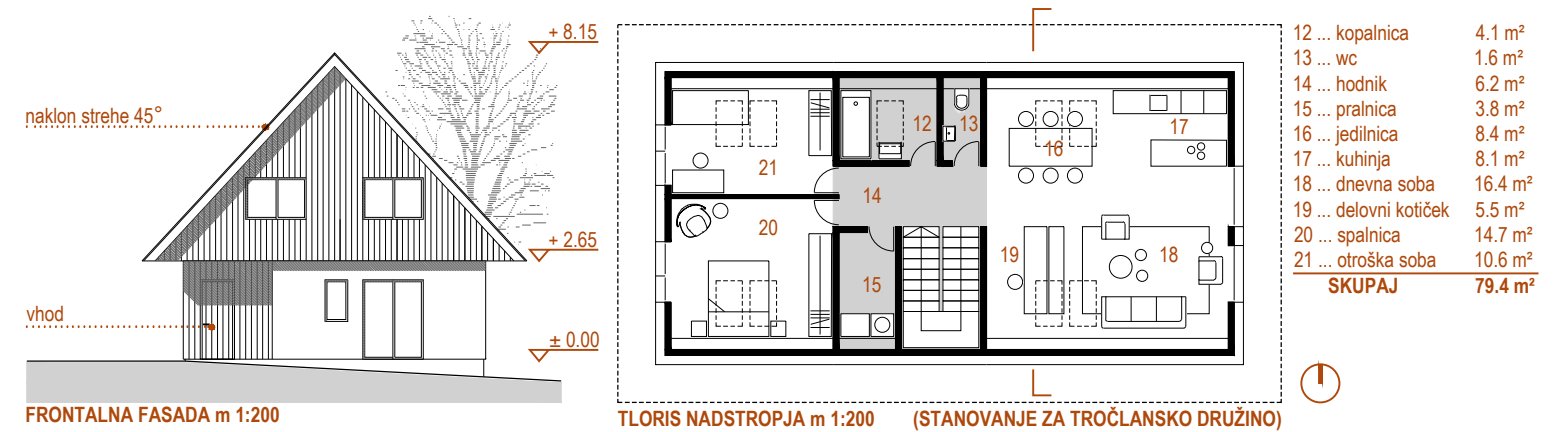 + 8.15
naklon strehe 45°
+ 2.65
vhod
± 0.00
FRONTALNA FASADA m 1:200
12
13
14
15
16
17
18
19
20
21
TLORIS NADSTROPJA m 1:200 (STANOVANJE ZA TROČLANSKO DRUŽINO)
12 ... kopalnica 4.1 m²
13 ... wc 1.6 m²
14 ... hodnik 6.2 m²
15 ... pralnica 3.8 m²
16 ... jedilnica 8.4 m²
17 ... kuhinja 8.1 m²
18 ... dnevna soba 16.4 m²
19 ... delovni kotiček 5.5 m²
20 ... spalnica 14.7 m²
21 ... otroška soba 10.6 m²
SKUPAJ 79.4 m²